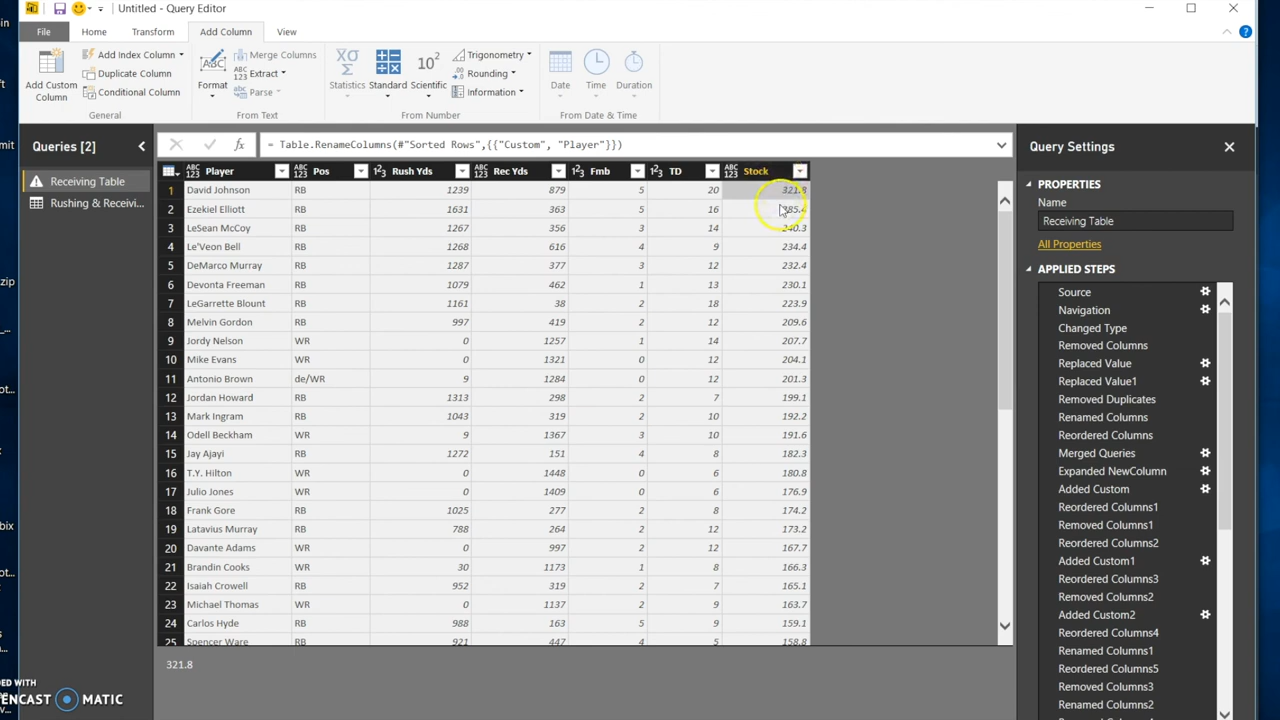 Untitled - Query Editor
File Home Transform Add Column View
Add Custom Column
Add Index Column
Duplicate Column
Conditional Column
General
Format
Merge Columns
Extract
Parse
From Text
Statistics
Standard
Scientific
Trigonometry
Rounding
Information
From Number
Date
Time
Duration
From Date & Time
Queries [2]
Receiving Table
Rushing & Receivi...
= Table.RenameColumns(#"Sorted Rows",{{"Custom", "Player"}})
Player Pos Rush Yds Rec Yds Fmb TD Stock
1 David Johnson RB 1239 879 5 20 321.8
2 Ezekiel Elliott RB 1631 363 5 16
3 LeSean McCoy RB 1267 356 3 14 240.3
4 Le'Veon Bell RB 1268 616 4 9 234.4
5 DeMarco Murray RB 1287 377 3 12 232.4
6 Devonta Freeman RB 1079 462 1 13 230.1
7 LeGarrette Blount RB 1161 38 2 18 223.9
8 Melvin Gordon RB 997 419 2 12 209.6
9 Jordy Nelson WR 0 1257 1 14 207.7
10 Mike Evans WR 0 1321 0 12 204.1
11 Antonio Brown de/WR 9 1284 0 12 201.3
12 Jordan Howard RB 1313 298 2 7 199.1
13 Mark Ingram RB 1043 319 2 10 192.2
14 Odell Beckham WR 9 1367 3 10 191.6
15 Jay Ajayi RB 1272 151 4 8 182.3
16 T.Y. Hilton WR 0 1448 0 6 180.8
17 Julio Jones WR 0 1409 0 6 176.9
18 Frank Gore RB 1025 277 2 8 174.2
19 Latavius Murray RB 788 264 2 12 173.2
20 Davante Adams WR 0 997 2 12 167.7
21 Brandin Cooks WR 30 1173 1 8 166.3
22 Isaiah Crowell RB 952 319 2 7 165.1
23 Michael Thomas WR 0 1137 2 9 163.7
24 Carlos Hyde RB 988 163 5 9 159.1
25 Spencer Ware RB 921 447 4 5 158.8
321.8
Query Settings
PROPERTIES
Name
Receiving Table
All Properties
APPLIED STEPS
Source
Navigation
Changed Type
Removed Columns
Replaced Value
Replaced Value1
Removed Duplicates
Renamed Columns
Reordered Columns
Merged Queries
Expanded NewColumn
Added Custom
Reordered Columns1
Removed Columns1
Reordered Columns2
Added Custom1
Reordered Columns3
Removed Columns2
Added Custom2
Reordered Columns4
Renamed Columns1
Reordered Columns5
Removed Columns3
Renamed Columns2
DED WITH
ENCAST MATIC